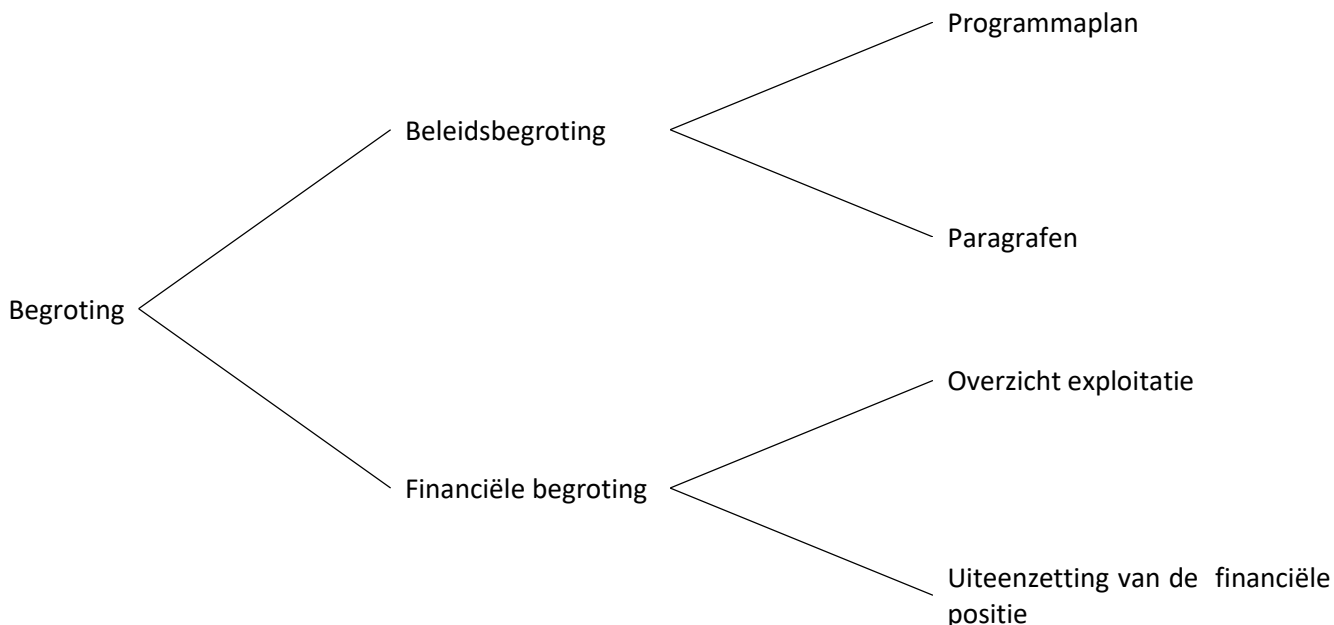 Programmaplan
Beleidsbegroting
Paragrafen
Begroting
Overzicht exploitatie
Financiële begroting
Uiteenzetting van de financiële
positie